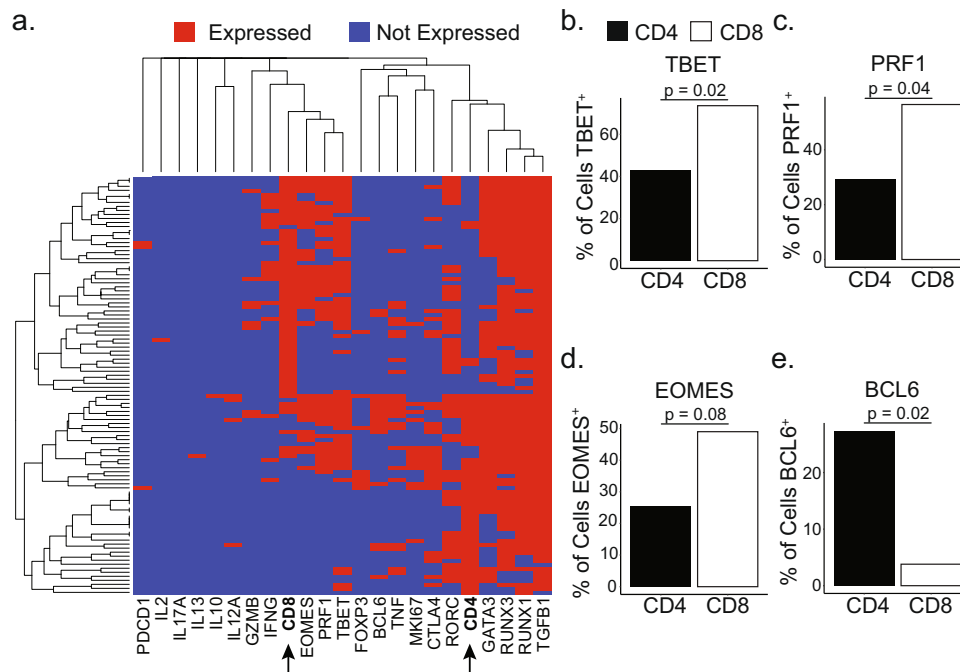 a.
Expressed
Not Expressed
PDCD1
IL2
IL17A
IL13
IL10
IL12A
GZMB
IFNG
CD8
EOMES
PRF1
TBET
FOXP3
BCL6
TNF
MKI67
CTLA4
RORC
CD4
GATA3
RUNX3
RUNX1
TGFB1
b.
CD4
CD8
TBET
p = 0.02
% of Cells TBET+
60
40
20
0
CD4 CD8
c.
PRF1
p = 0.04
% of Cells PRF1+
40
20
0
CD4 CD8
d.
EOMES
p = 0.08
% of Cells EOMES+
50
40
30
20
10
0
CD4 CD8
e.
BCL6
p = 0.02
% of Cells BCL6+
20
10
0
CD4 CD8